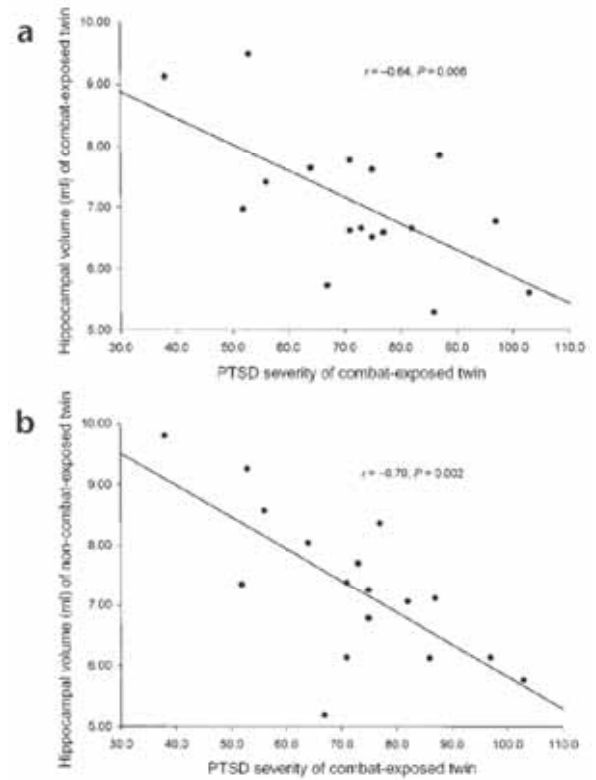 a
10.00
9.00
8.00
7.00
6.00
5.00
Hippocampal volume (ml) of combat-exposed twin
r = –0.64, P = 0.006
30.0 40.0 50.0 60.0 70.0 80.0 90.0 100.0 110.0
PTSD severity of combat-exposed twin
b
10.00
9.00
8.00
7.00
6.00
5.00
Hippocampal volume (ml) of non-combat-exposed twin
r = –0.70, P = 0.002
30.0 40.0 50.0 60.0 70.0 80.0 90.0 100.0 110.0
PTSD severity of combat-exposed twin